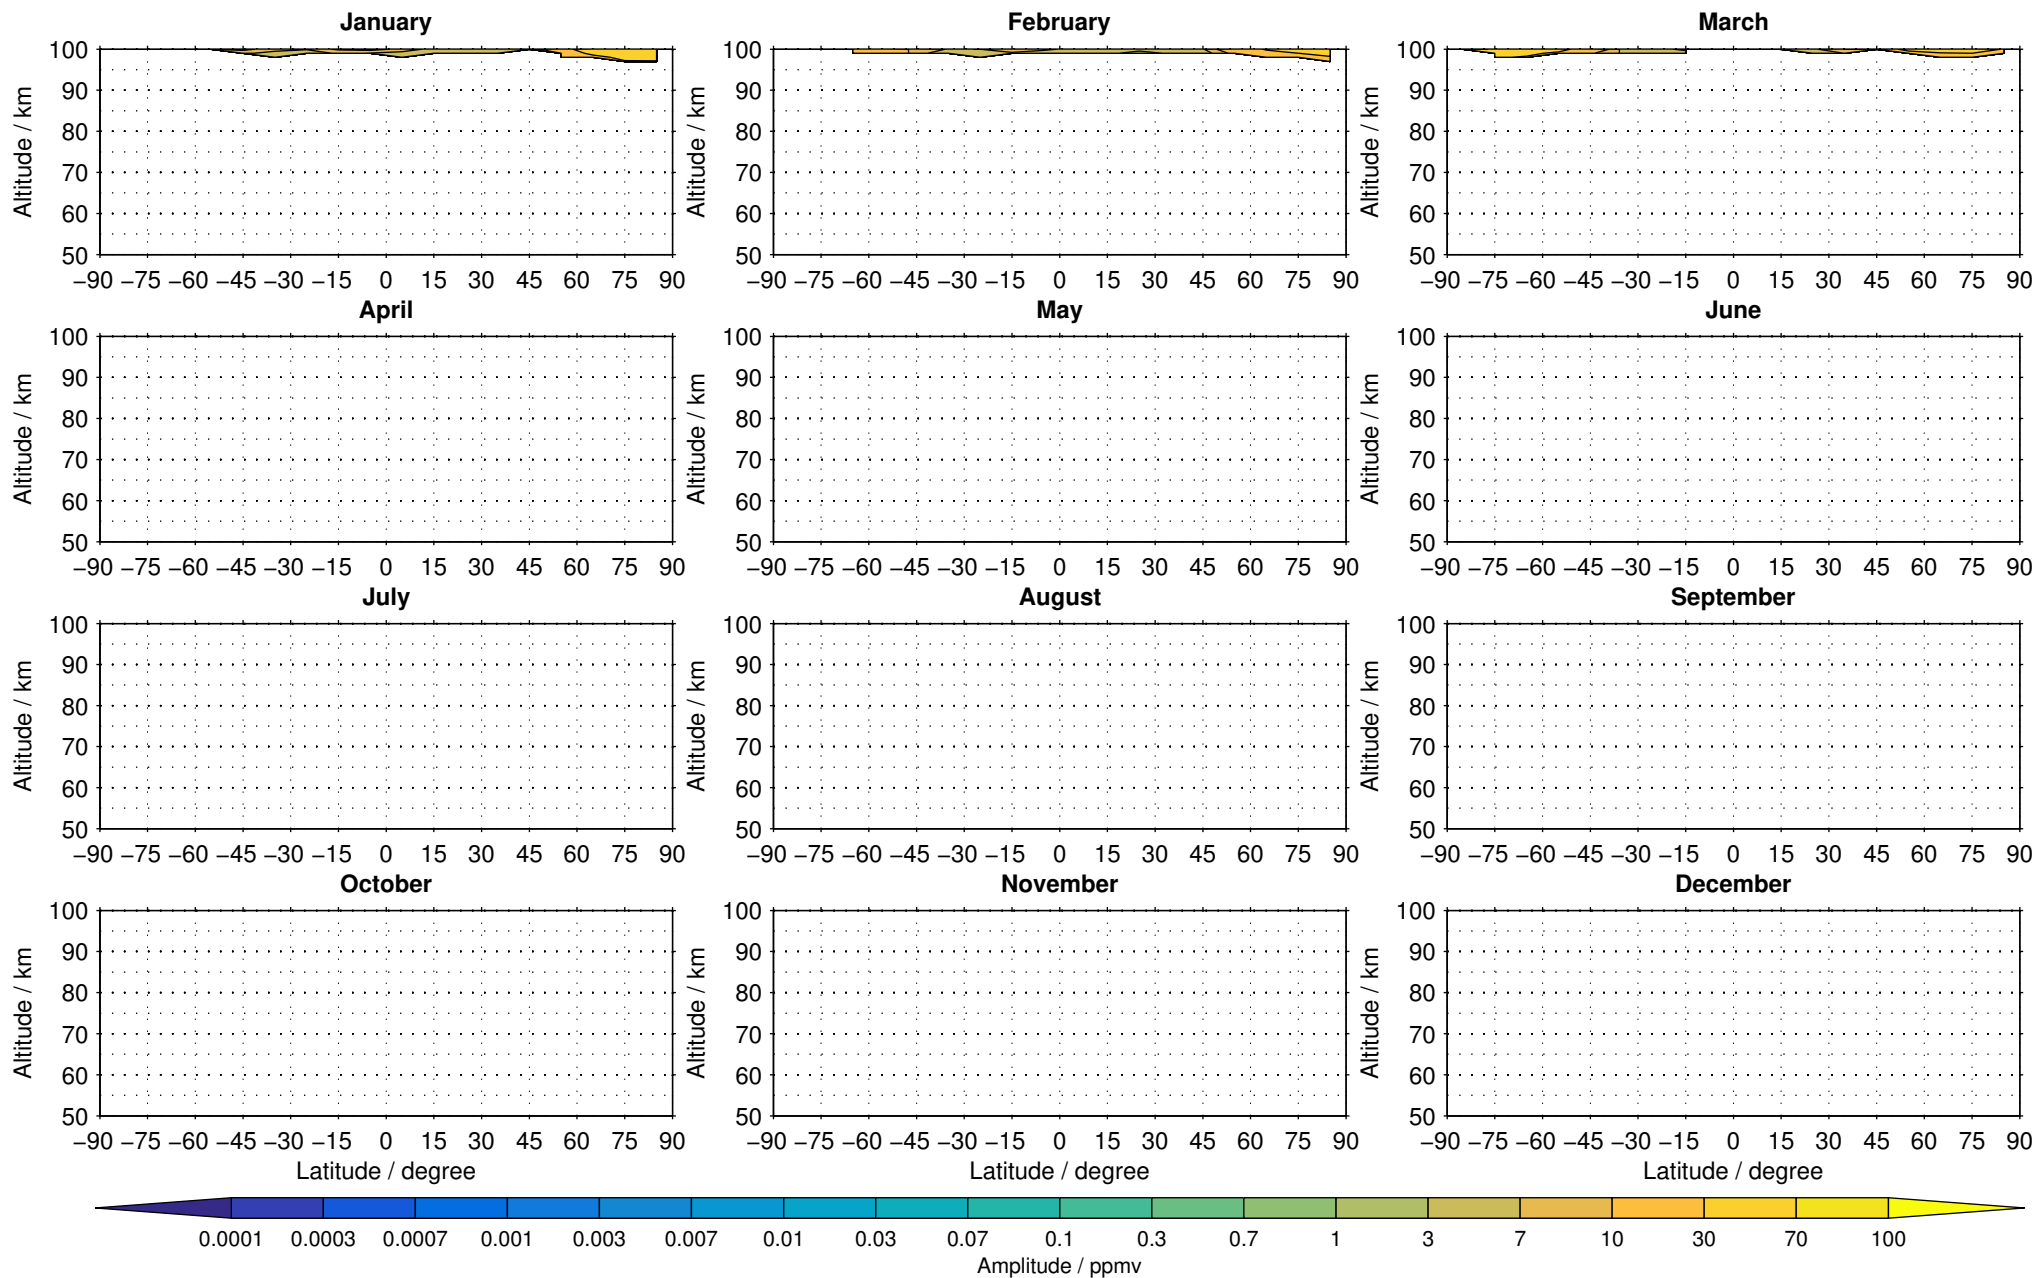 January February March
100 100 100
90 90 90
80 80 80
70 70 70
60 60 60
50 50 50
Altitude / km Altitude / km Altitude / km
−90 −75 −60 −45 −30 −15 0 15 30 45 60 75 90 −90 −75 −60 −45 −30 −15 0 15 30 45 60 75 90 −90 −75 −60 −45 −30 −15 0 15 30 45 60 75 90
April May June
100 100 100
90 90 90
80 80 80
70 70 70
60 60 60
50 50 50
Altitude / km Altitude / km Altitude / km
−90 −75 −60 −45 −30 −15 0 15 30 45 60 75 90 −90 −75 −60 −45 −30 −15 0 15 30 45 60 75 90 −90 −75 −60 −45 −30 −15 0 15 30 45 60 75 90
July August September
100 100 100
90 90 90
80 80 80
70 70 70
60 60 60
50 50 50
Altitude / km Altitude / km Altitude / km
−90 −75 −60 −45 −30 −15 0 15 30 45 60 75 90 −90 −75 −60 −45 −30 −15 0 15 30 45 60 75 90 −90 −75 −60 −45 −30 −15 0 15 30 45 60 75 90
October November December
100 100 100
90 90 90
80 80 80
70 70 70
60 60 60
50 50 50
Altitude / km Altitude / km Altitude / km
−90 −75 −60 −45 −30 −15 0 15 30 45 60 75 90 −90 −75 −60 −45 −30 −15 0 15 30 45 60 75 90 −90 −75 −60 −45 −30 −15 0 15 30 45 60 75 90
Latitude / degree Latitude / degree Latitude / degree
0.0001 0.0003 0.0007 0.001 0.003 0.007 0.01 0.03 0.07 0.1 0.3 0.7 1 3 7 10 30 70 100
Amplitude / ppmv